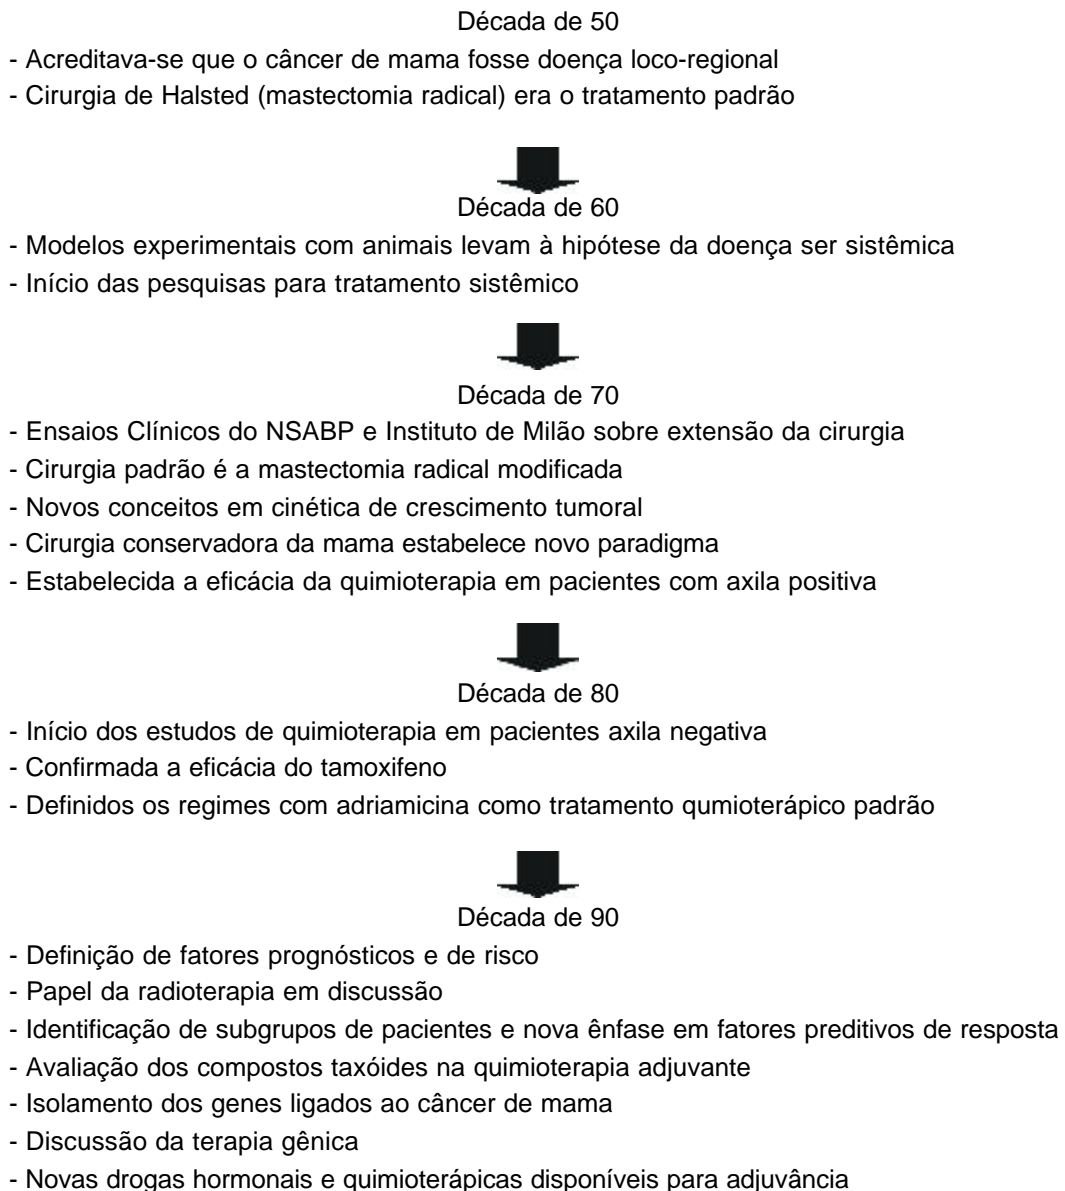 Década de 50
- Acreditava-se que o câncer de mama fosse doença loco-regional
- Cirurgia de Halsted (mastectomia radical) era o tratamento padrão
Década de 60
- Modelos experimentais com animais levam à hipótese da doença ser sistêmica
- Início das pesquisas para tratamento sistêmico
Década de 70
- Ensaios Clínicos do NSABP e Instituto de Milão sobre extensão da cirurgia
- Cirurgia padrão é a mastectomia radical modificada
- Novos conceitos em cinética de crescimento tumoral
- Cirurgia conservadora da mama estabelece novo paradigma
- Estabelecida a eficácia da quimioterapia em pacientes com axila positiva
Década de 80
- Início dos estudos de quimioterapia em pacientes axila negativa
- Confirmada a eficácia do tamoxifeno
- Definidos os regimes com adriamicina como tratamento qumioterápico padrão
Década de 90
- Definição de fatores prognósticos e de risco
- Papel da radioterapia em discussão
- Identificação de subgrupos de pacientes e nova ênfase em fatores preditivos de resposta
- Avaliação dos compostos taxóides na quimioterapia adjuvante
- Isolamento dos genes ligados ao câncer de mama
- Discussão da terapia gênica
- Novas drogas hormonais e quimioterápicas disponíveis para adjuvância